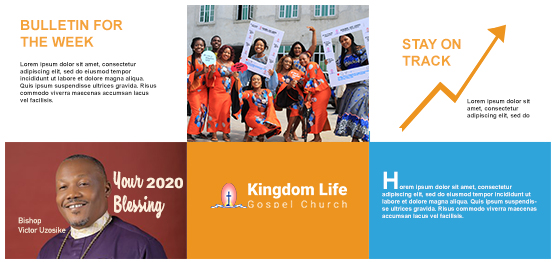 BULLETIN FOR
THE WEEK
Lorem ipsum dolor sit amet, consectetur
adipiscing elit, sed do eiusmod tempor
incididunt ut labore et dolore magna aliqua.
Quis ipsum suspendisse ultrices gravida. Risus
commodo viverra maecenas accumsan lacus
vel facilisis.
STAY ON
TRACK
Lorem ipsum dolor sit
amet, consectetur
adipiscing elit, sed do
Your 2020
Blessing
Bishop
Victor Uzosike
Kingdom Life
Gospel Church
Horem ipsum dolor sit amet, consectetur
adipiscing elit, sed do eiusmod tempor incididunt ut
labore et dolore magna aliqua. Quis ipsum suspendis-
se ultrices gravida. Risus commodo viverra maecenas
accumsan lacus vel facilisis.